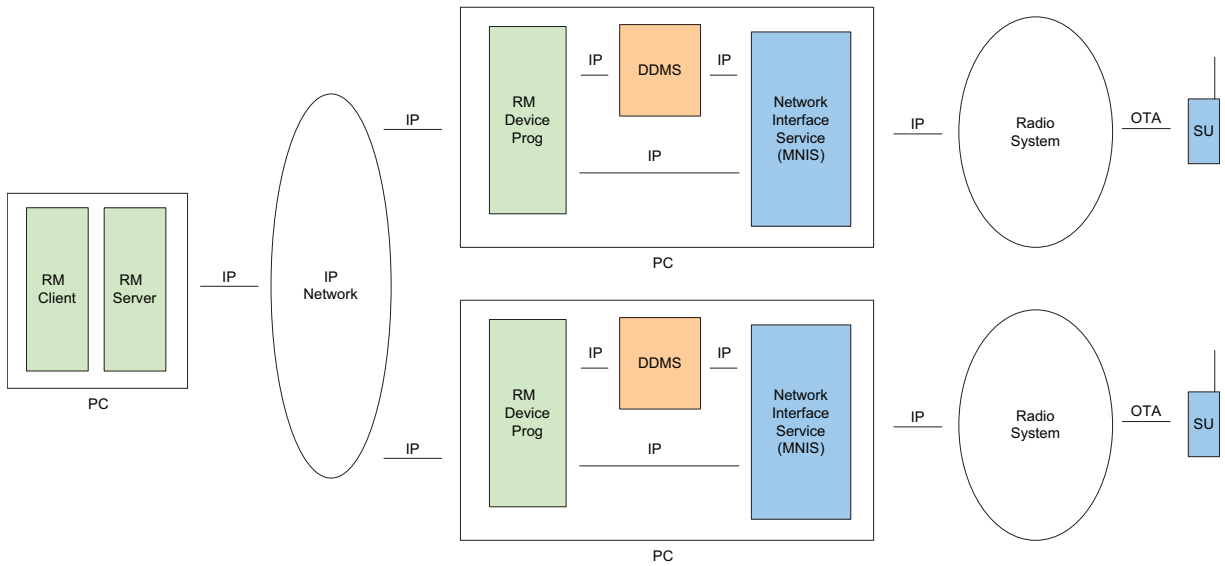 RM
Client
RM
Server
PC
IP
IP
Network
IP
IP
RM
Device
Prog
IP
DDMS
IP
Network
Interface
Service
(MNIS)
IP
PC
IP
Radio
System
OTA
SU
RM
Device
Prog
IP
DDMS
IP
Network
Interface
Service
(MNIS)
IP
PC
IP
Radio
System
OTA
SU